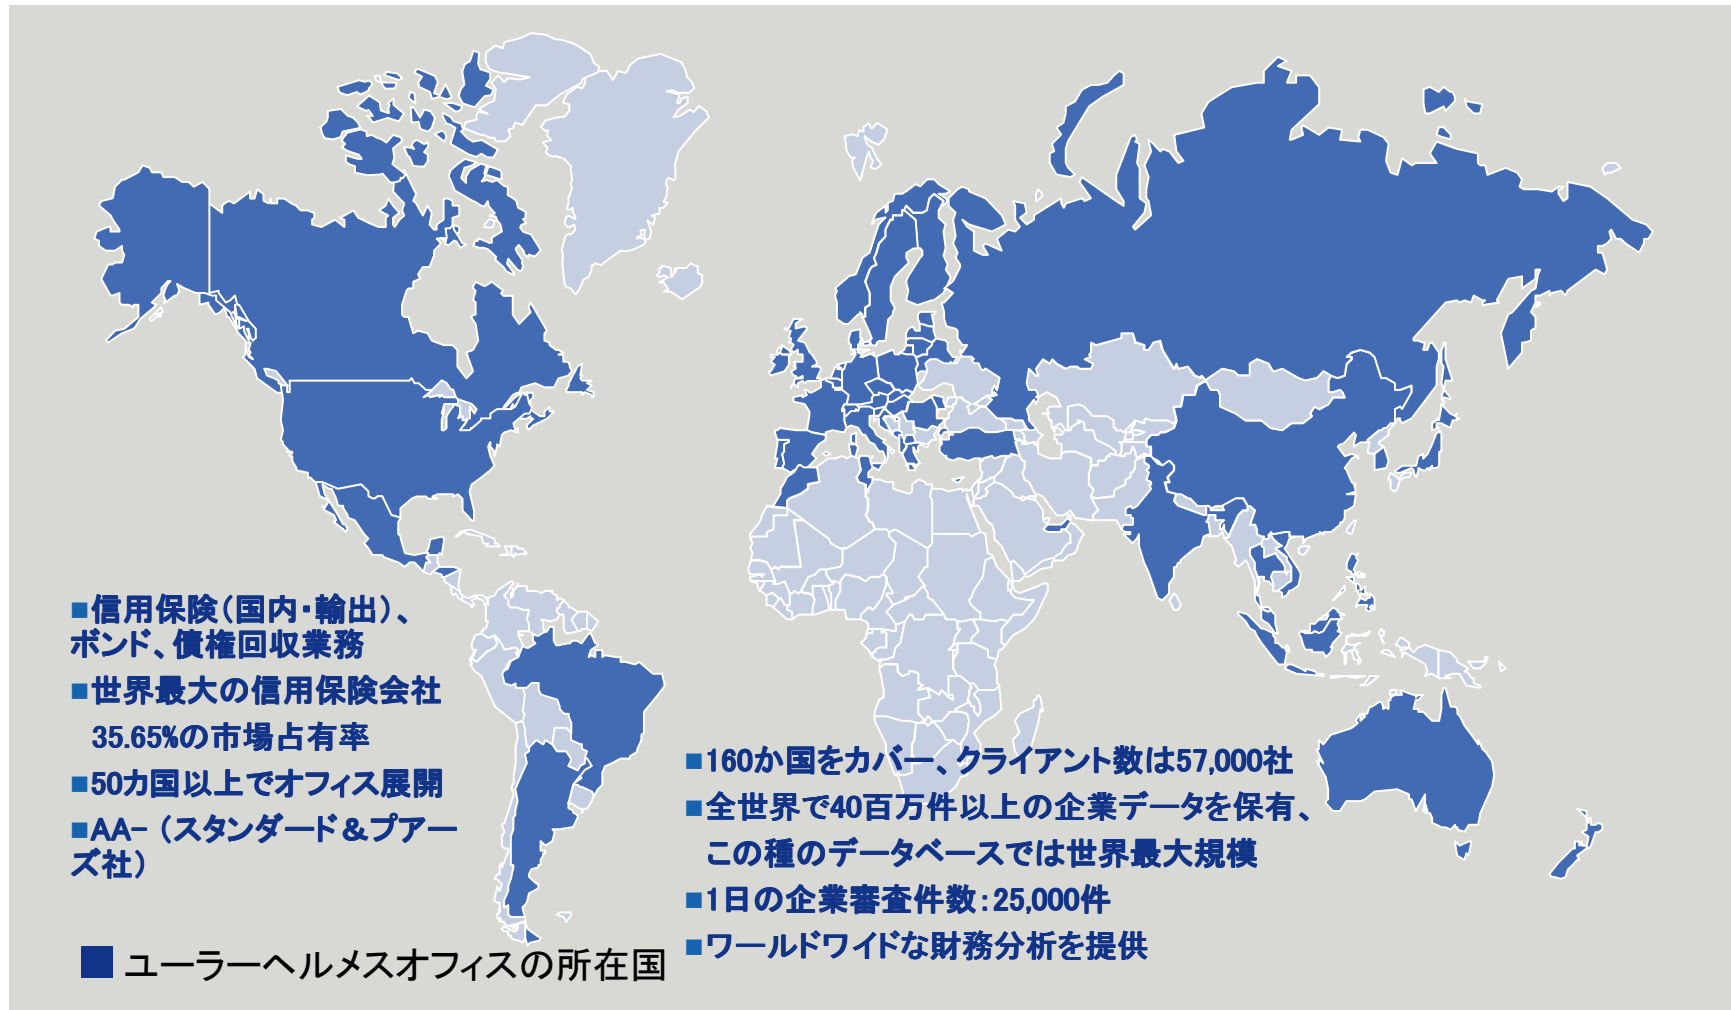 ■信用保険（国内・輸出）、
ボンド、債権回収業務
■世界最大の信用保険会社
35.65%の市場占有率
■50カ国以上でオフィス展開
■AA-（スタンダード＆プアー
ズ社）
■160か国をカバー、クライアント数は57,000社
■全世界で40百万件以上の企業データを保有、
この種のデータベースでは世界最大規模
■1日の企業審査件数：25,000件
■ワールドワイドな財務分析を提供
ユーラーヘルメスオフィスの所在国